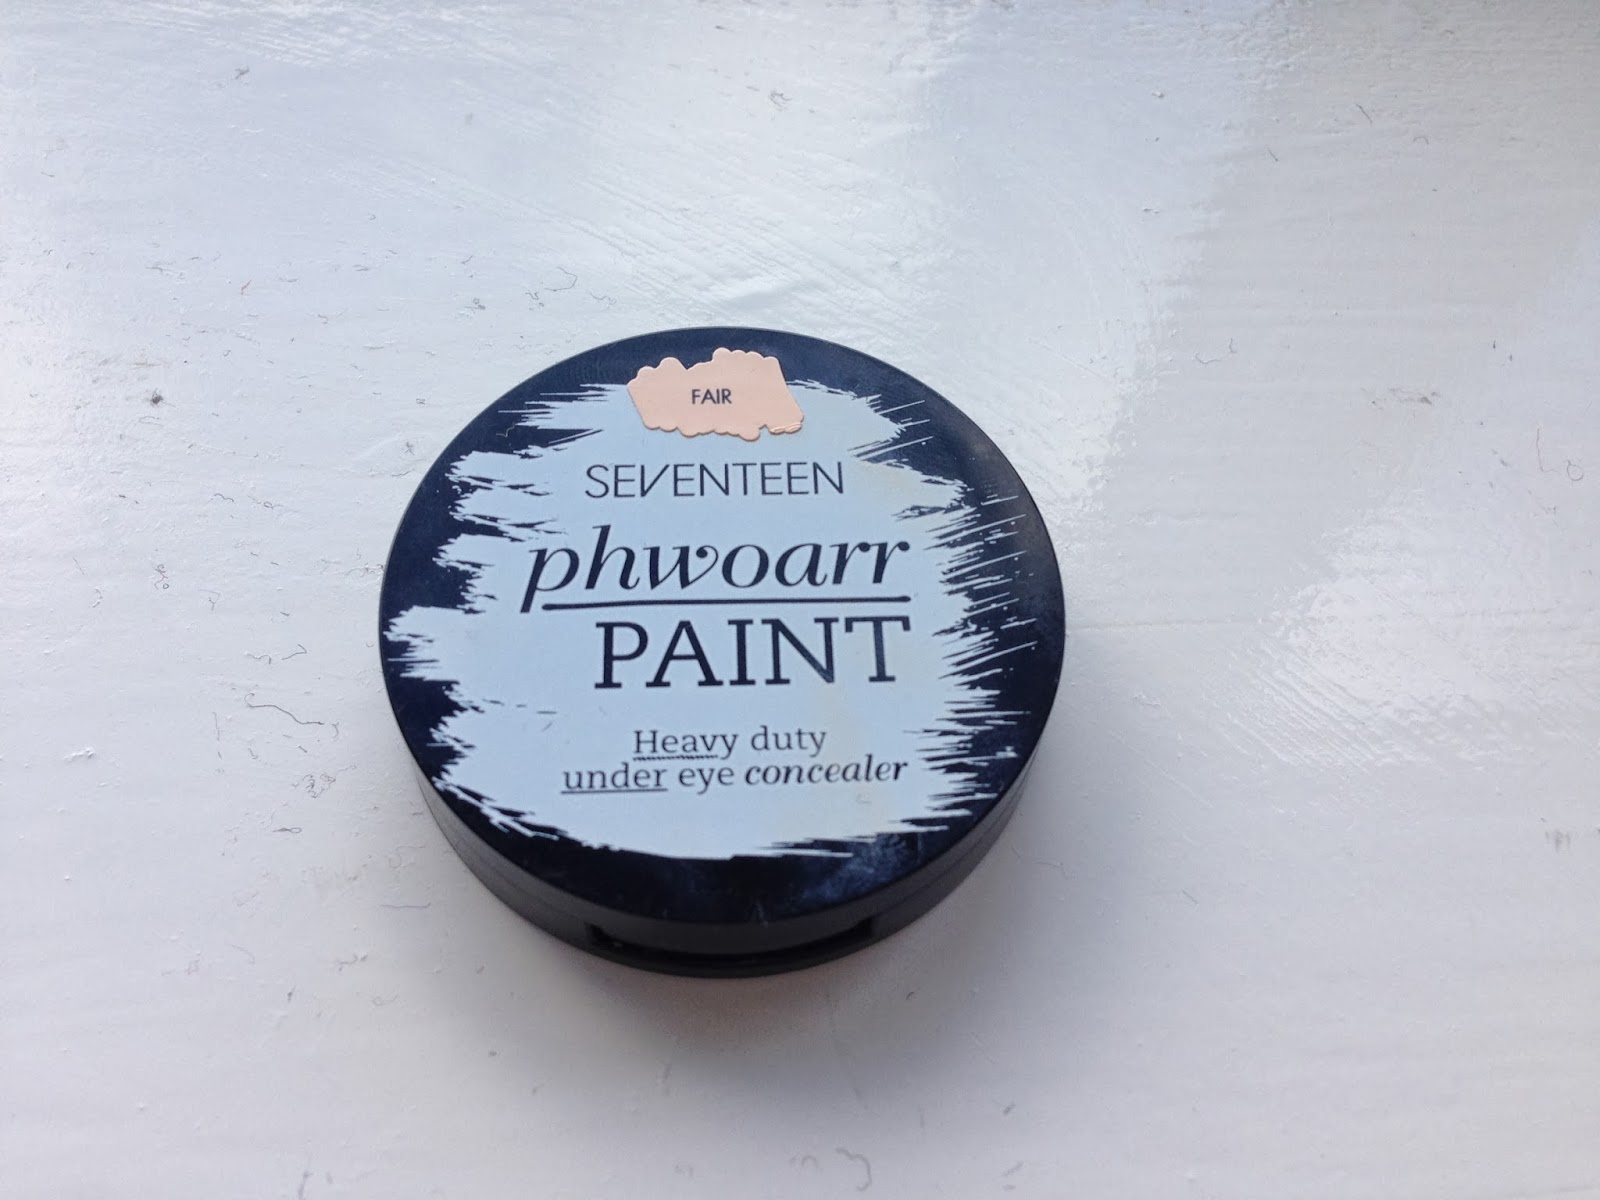 FAIR
SEVENTEEN
phwoarr
PAINT
Heavy duty
under eye concealer